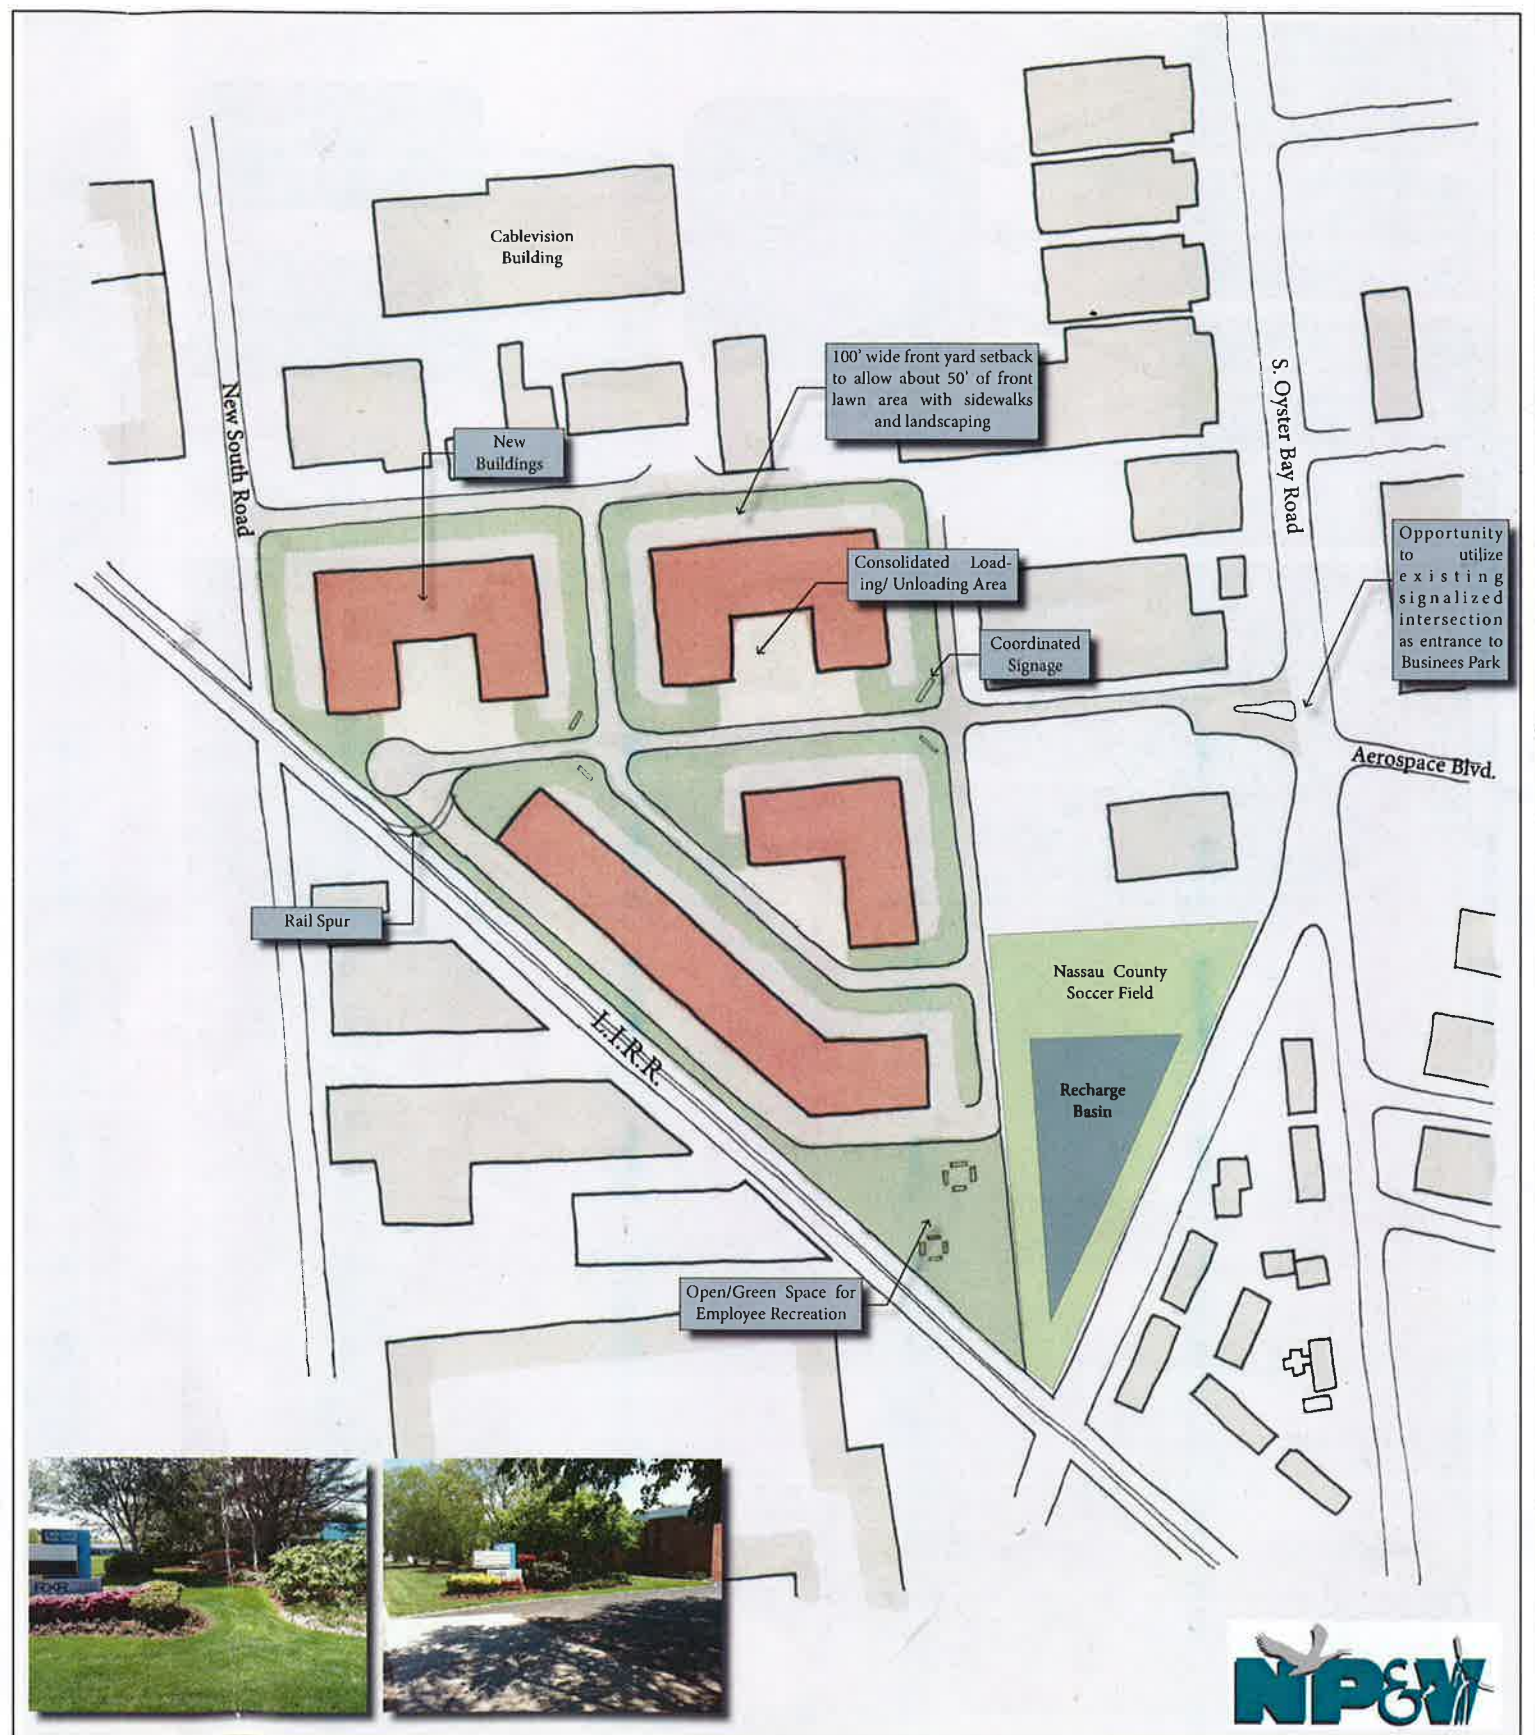 Cablevision
Building
100' wide front yard setback
to allow about 50' of front
lawn area with sidewalks
and landscaping
New South Road
S. Oyster Bay Road
New
Buildings
Opportunity
to utilize
existing
signalized
intersection
as entrance to
Businees Park
Consolidated Load-
ing/ Unloading Area
Coordinated
Signage
Aerospace Blvd.
Rail Spur
Nassau County
Soccer Field
L.I.R.R.
Recharge
Basin
Open/Green Space for
Employee Recreation
RXR
NP&V